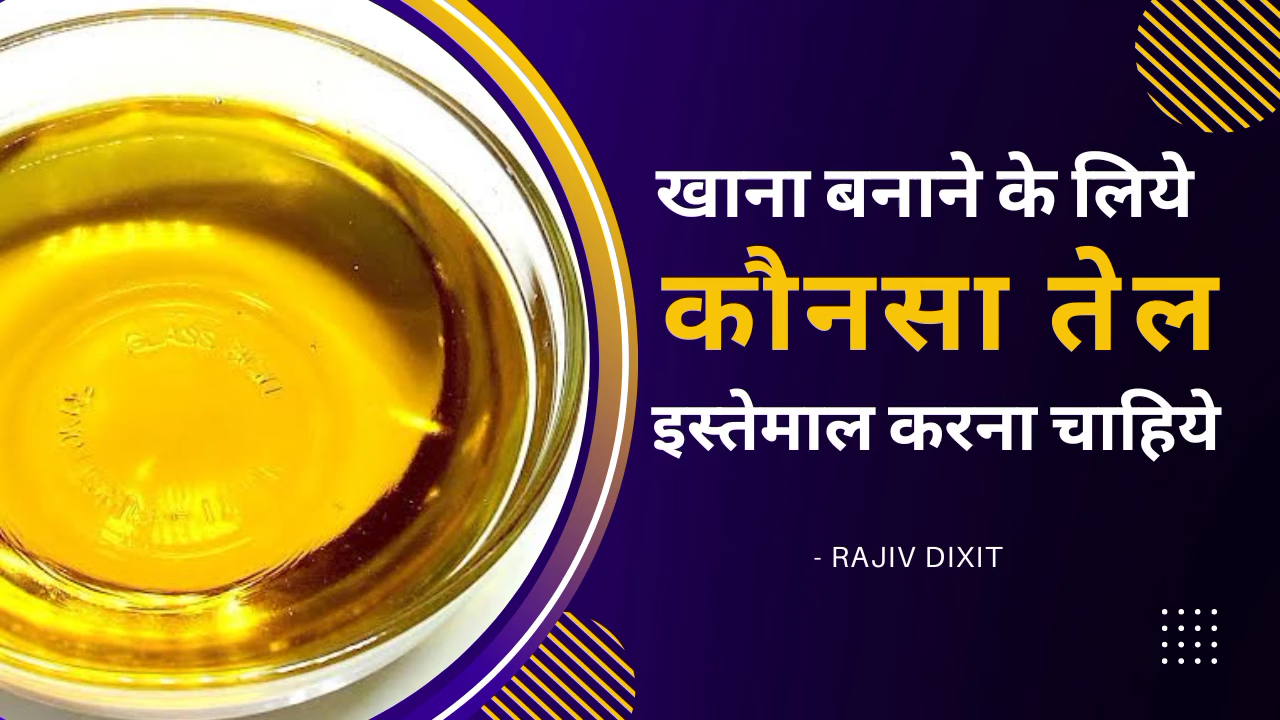 खाना बनाने के लिये
कौनसा तेल
इस्तेमाल करना चाहिये
- RAJIV DIXIT